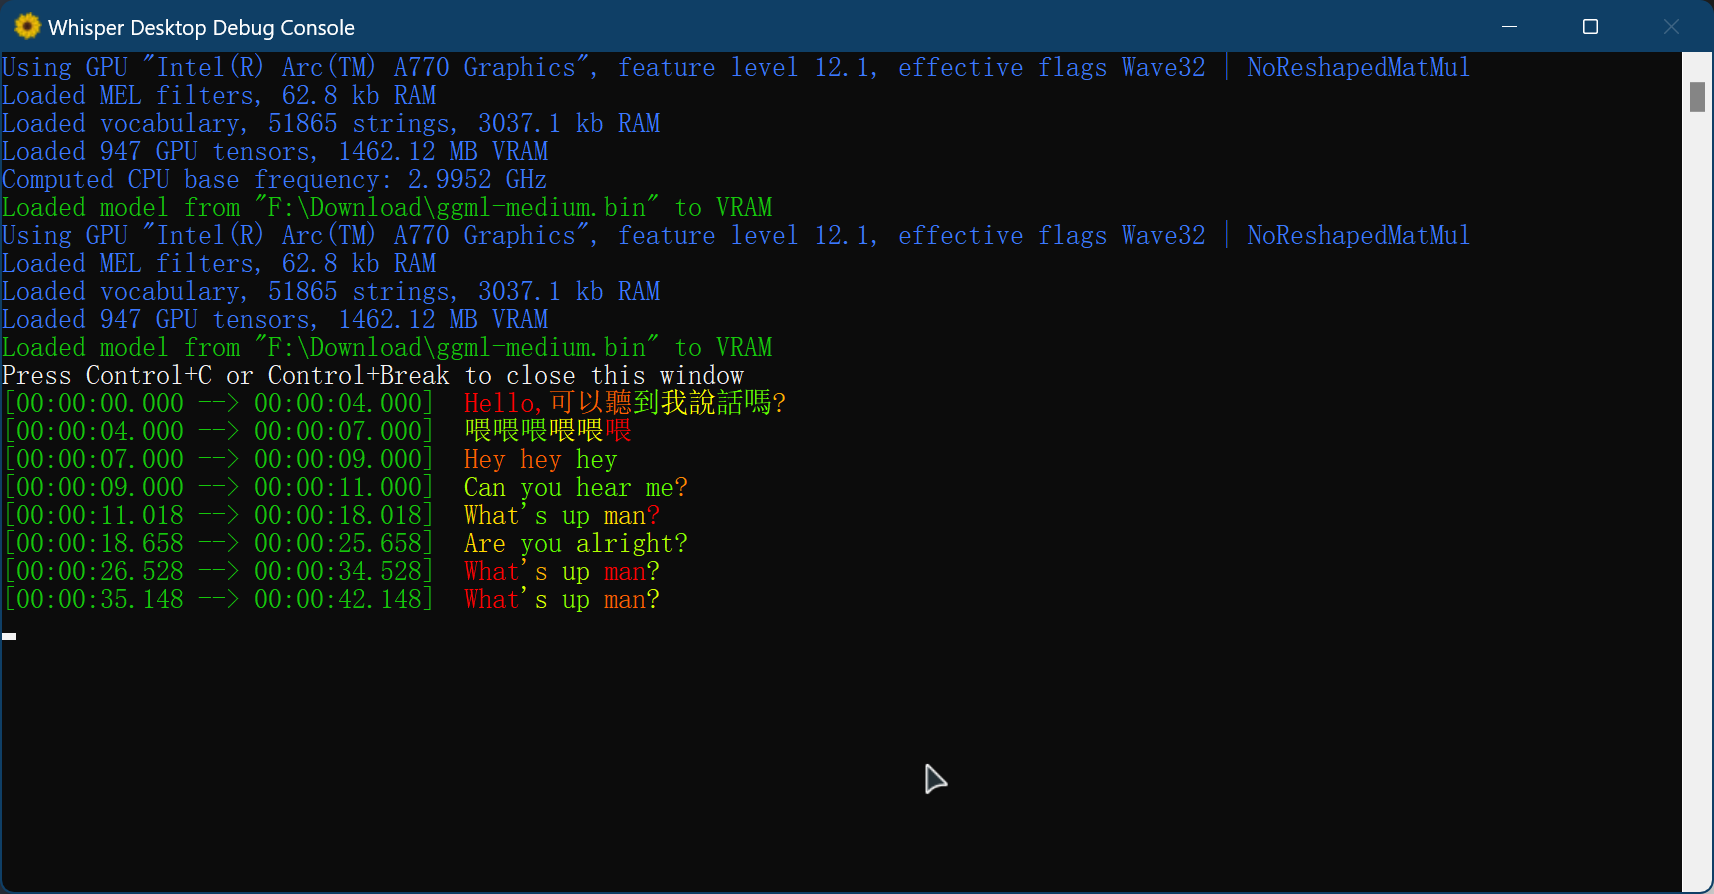 Whisper Desktop Debug Console
Using GPU "Intel(R) Arc(TM) A770 Graphics", feature level 12.1, effective flags Wave32 | NoReshapedMatMul
Loaded MEL filters, 62.8 kb RAM
Loaded vocabulary, 51865 strings, 3037.1 kb RAM
Loaded 947 GPU tensors, 1462.12 MB VRAM
Computed CPU base frequency: 2.9952 GHz
Loaded model from "F:\Download\ggml-medium.bin" to VRAM
Using GPU "Intel(R) Arc(TM) A770 Graphics", feature level 12.1, effective flags Wave32 | NoReshapedMatMul
Loaded MEL filters, 62.8 kb RAM
Loaded vocabulary, 51865 strings, 3037.1 kb RAM
Loaded 947 GPU tensors, 1462.12 MB VRAM
Loaded model from "F:\Download\ggml-medium.bin" to VRAM
Press Control+C or Control+Break to close this window
[00:00:00.000 --> 00:00:04.000]  Hello,可以聽到我說話嗎?
[00:00:04.000 --> 00:00:07.000]  喂喂喂喂喂喂
[00:00:07.000 --> 00:00:09.000]  Hey hey hey
[00:00:09.000 --> 00:00:11.000]  Can you hear me?
[00:00:11.018 --> 00:00:18.018]  What's up man?
[00:00:18.658 --> 00:00:25.658]  Are you alright?
[00:00:26.528 --> 00:00:34.528]  What's up man?
[00:00:35.148 --> 00:00:42.148]  What's up man?